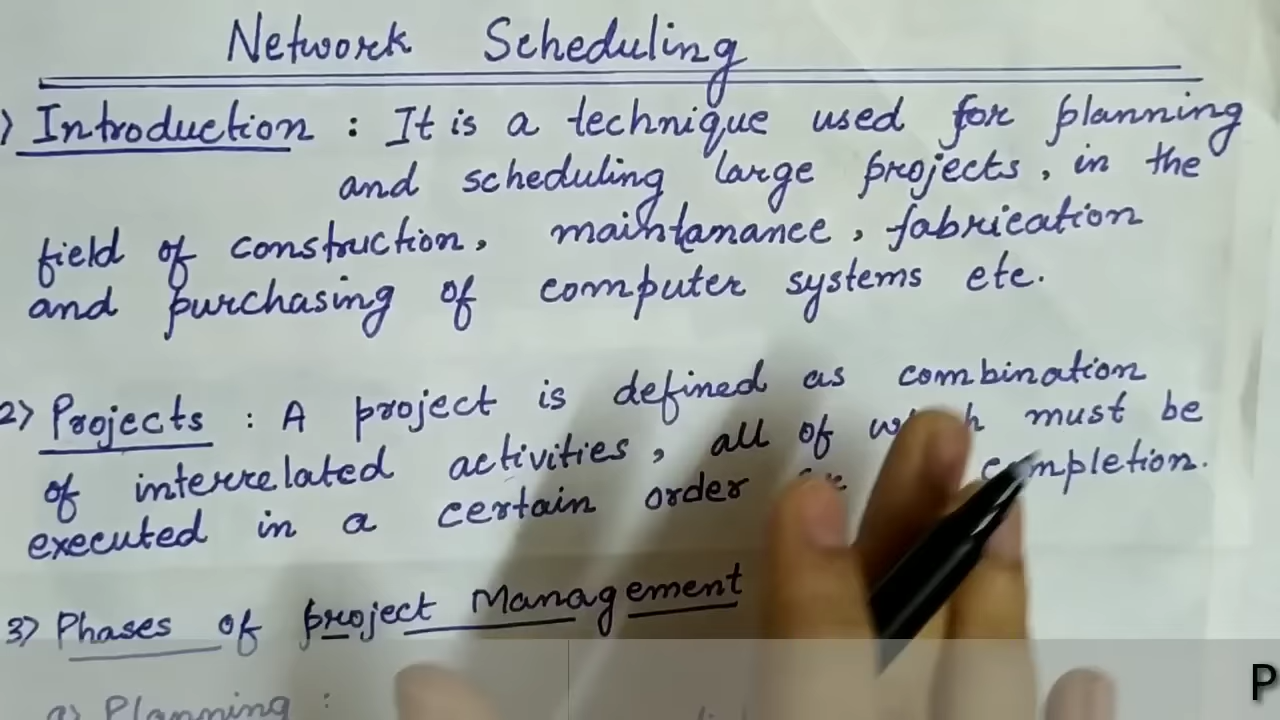 Network Scheduling
) Introduction : It is a technique used for planning
and scheduling large projects, in the
field of construction, maintamance, fabrication
and purchasing of computer systems etc.
2) Projects : A project is defined as combination
of interrelated activities, all of must be
executed in a certain order completion.
3) Phases of project Management
a) Planning :
P